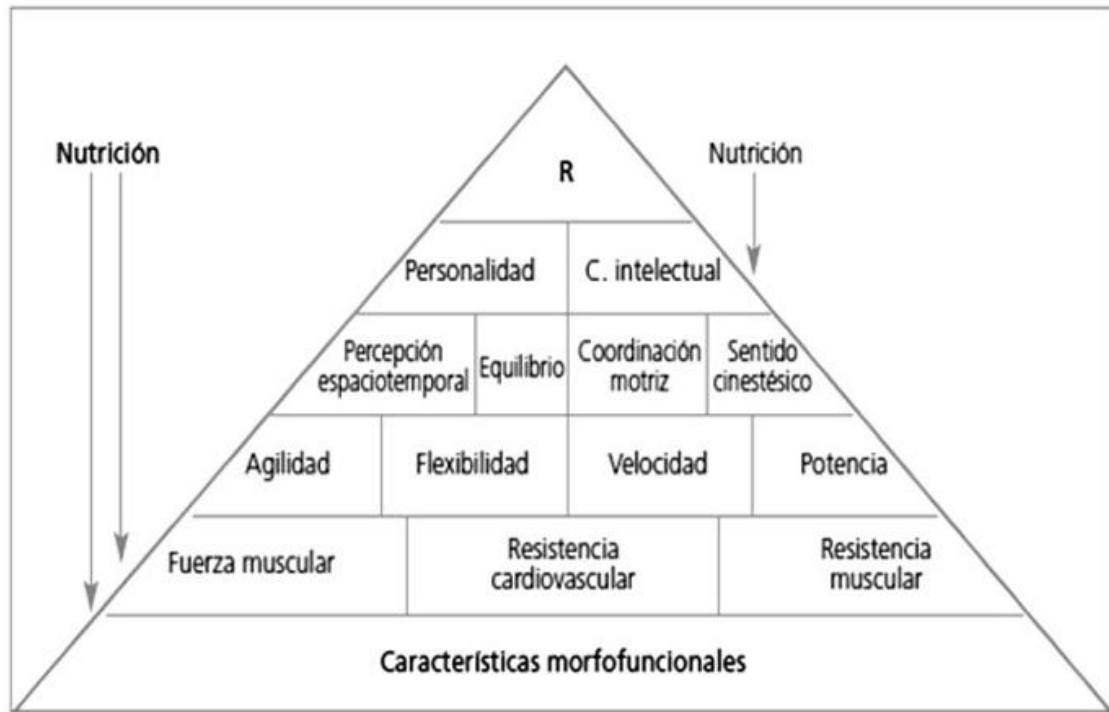 Nutrición
Nutrición
R
Personalidad
C. intelectual
Percepción
espaciotemporal
Equilibrio
Coordinación
motriz
Sentido
cinestésico
Agilidad
Flexibilidad
Velocidad
Potencia
Fuerza muscular
Resistencia
cardiovascular
Resistencia
muscular
Características morfofuncionales